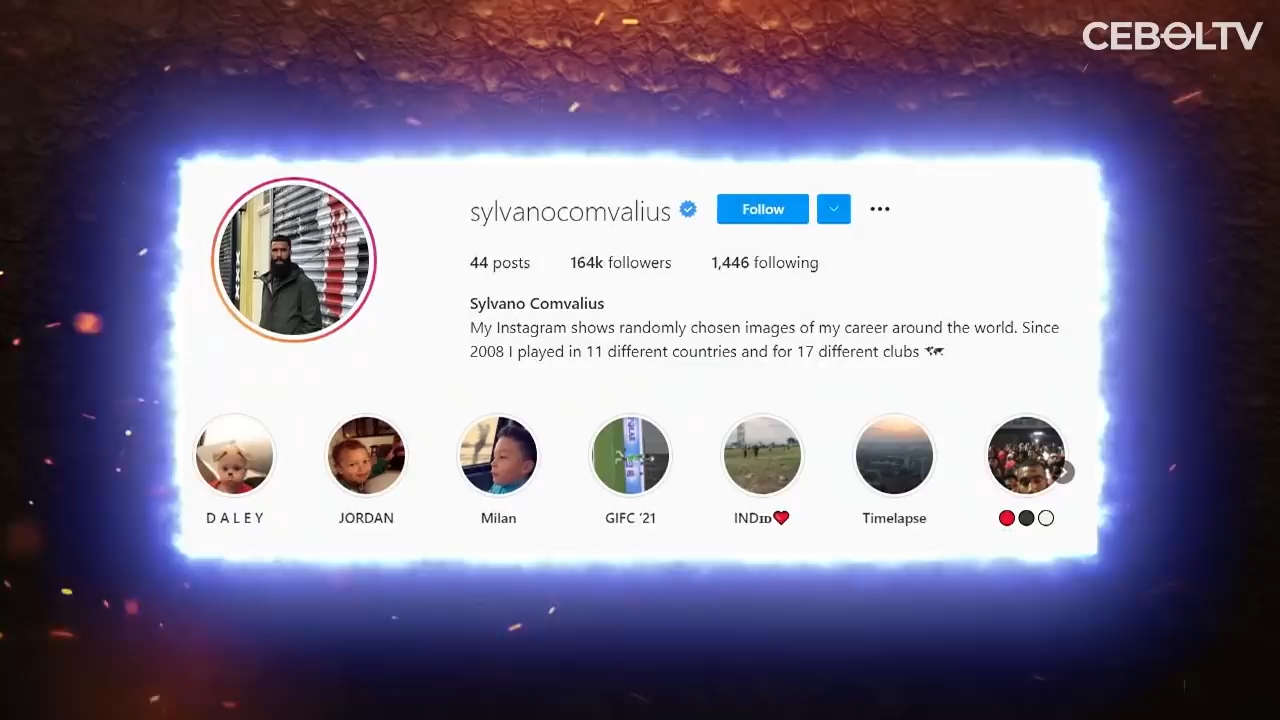 CEBOLTV
sylvanocomvalius
Follow
44 posts 164k followers 1,446 following
Sylvano Comvalius
My Instagram shows randomly chosen images of my career around the world. Since
2008 I played in 11 different countries and for 17 different clubs 🗺
D A L E Y JORDAN Milan GIFC '21 IND🇮🇩❤️ Timelapse 🔴⚫⚪